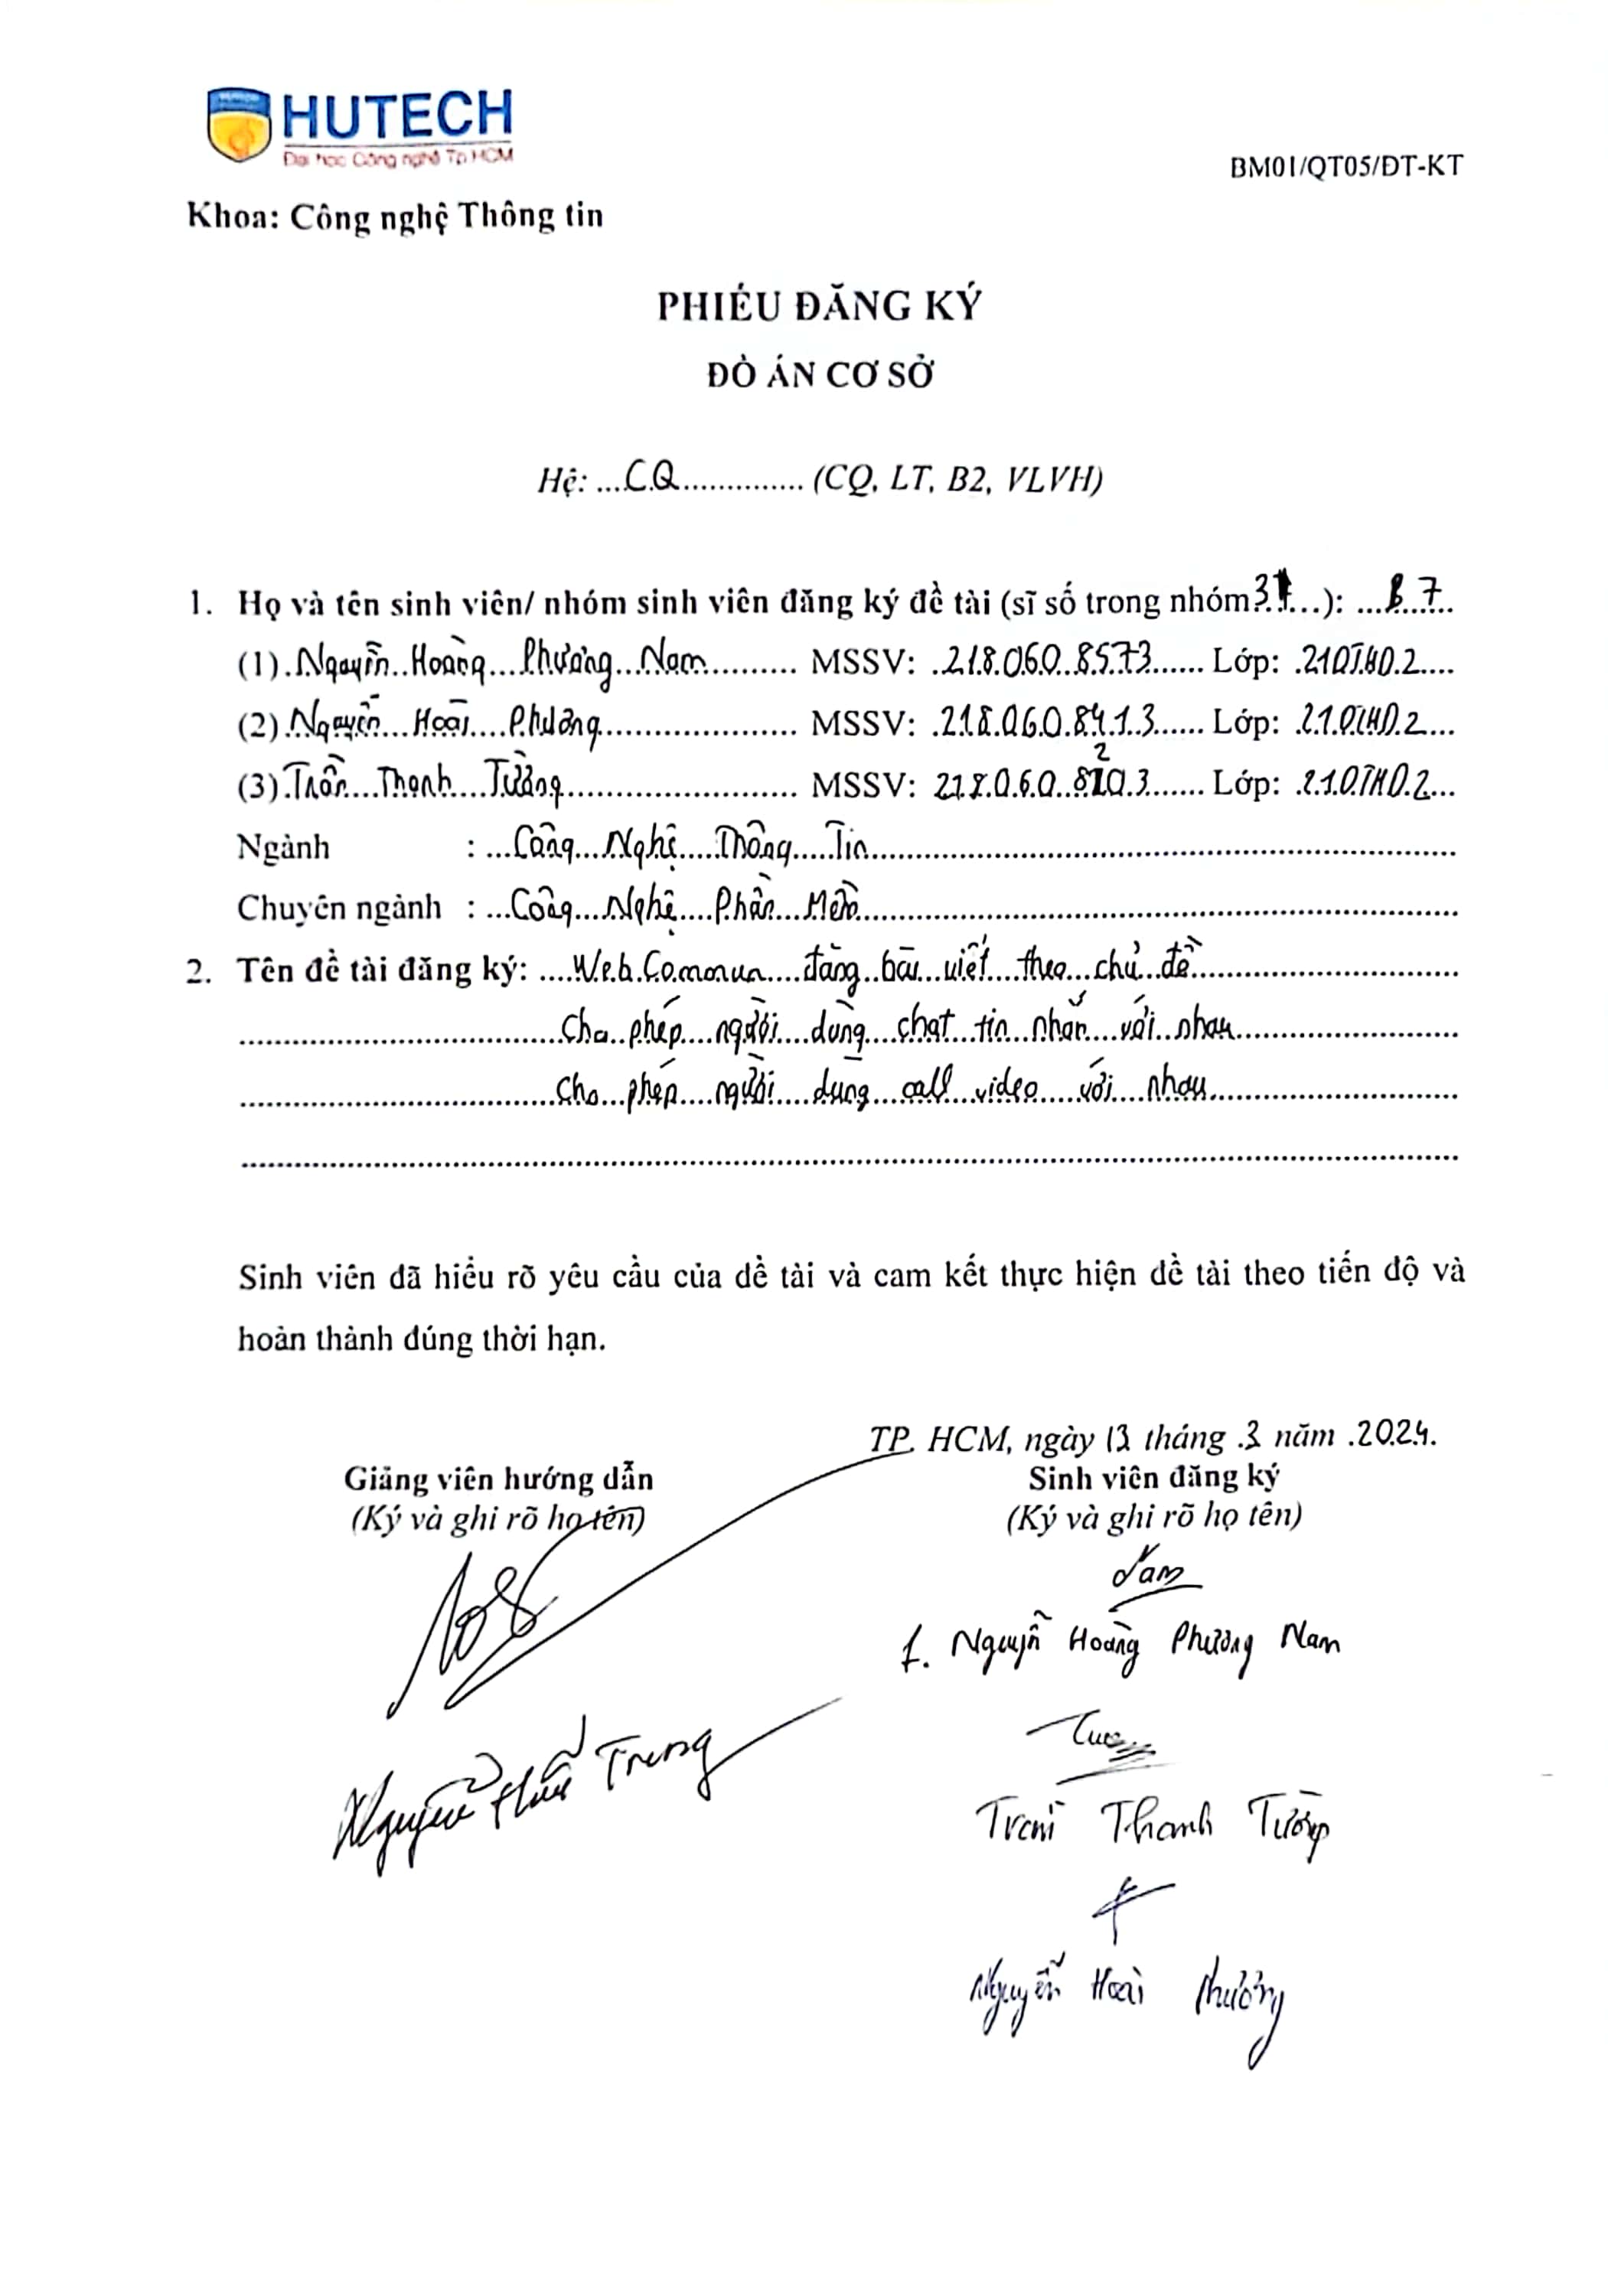 HUTECH
Đại học Công nghệ Tp.HCM
BM01/QT05/ĐT-KT
Khoa: Công nghệ Thông tin
PHIẾU ĐĂNG KÝ
ĐỒ ÁN CƠ SỞ
Hệ: ...CQ.............. (CQ, LT, B2, VLVH)
1. Họ và tên sinh viên/ nhóm sinh viên đăng ký đề tài (sĩ số trong nhóm 3...): ... 7
(1) Nguyễn Hoàng Phương Nam MSSV: 2180608573 Lớp: 21DTHD2
(2) Nguyễn Hoài Phương MSSV: 2180608413 Lớp: 21DTHD2
(3) Trần Thanh Tường MSSV: Lớp: 21DTHD2
Ngành : Công Nghệ Thông Tin
Chuyên ngành : Công Nghệ Phần Mềm
2. Tên đề tài đăng ký: Web Commun đăng bài viết theo chủ đề
Cho phép người dùng chat tin nhắn với nhau
Cho phép người dùng call video với nhau
Sinh viên đã hiểu rõ yêu cầu của đề tài và cam kết thực hiện đề tài theo tiến độ và
hoàn thành đúng thời hạn.
TP. HCM, ngày 13 tháng 3 năm 2024.
Giảng viên hướng dẫn Sinh viên đăng ký
(Ký và ghi rõ họ tên) (Ký và ghi rõ họ tên)
Nam
1. Nguyễn Hoàng Phương Nam
Nguyễn Hữu Trung
Trần Thanh Tường
Nguyễn Hoài Phương